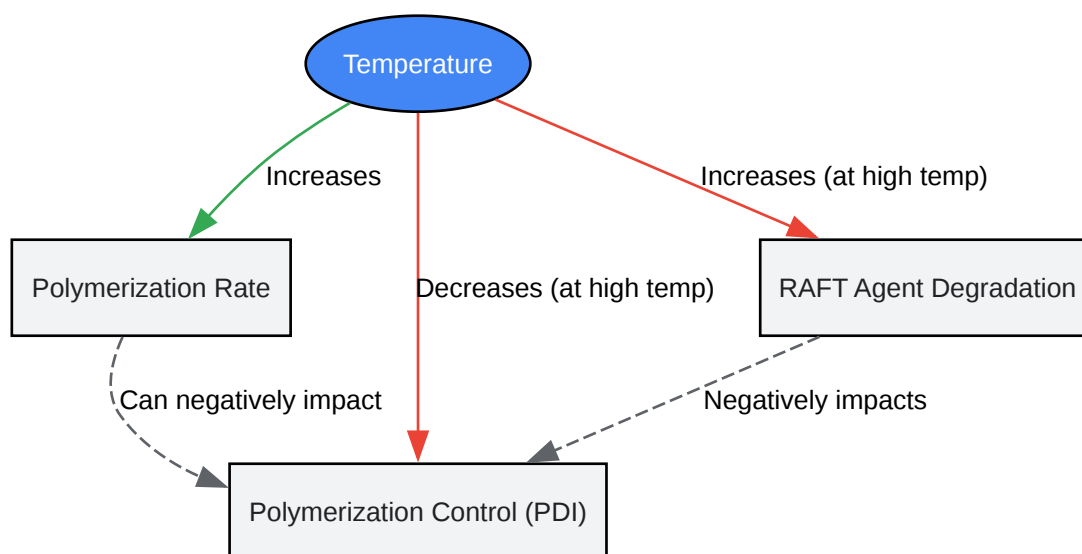 Temperature
Increases
Increases (at high temp)
Polymerization Rate
Decreases (at high temp)
RAFT Agent Degradation
Can negatively impact
Negatively impacts
Polymerization Control (PDI)